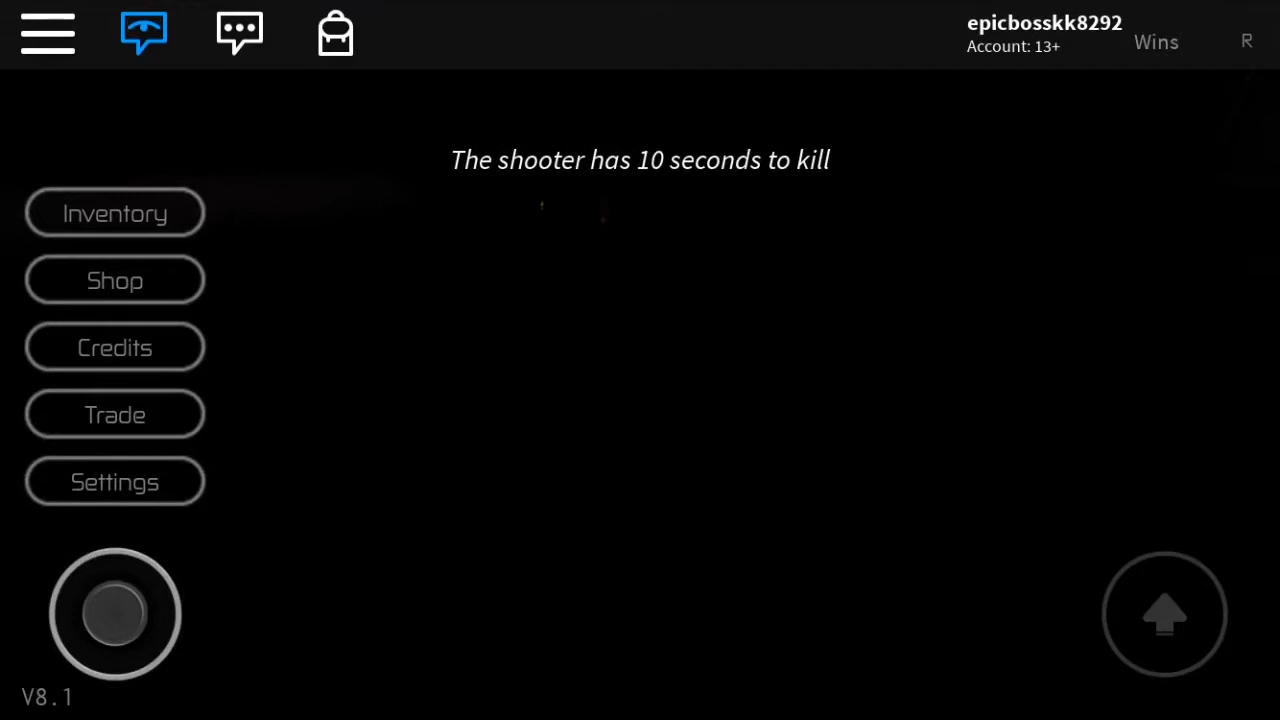 epicbosskk8292
Account: 13+
Wins
R
The shooter has 10 seconds to kill
Inventory
Shop
Credits
Trade
Settings
V8.1